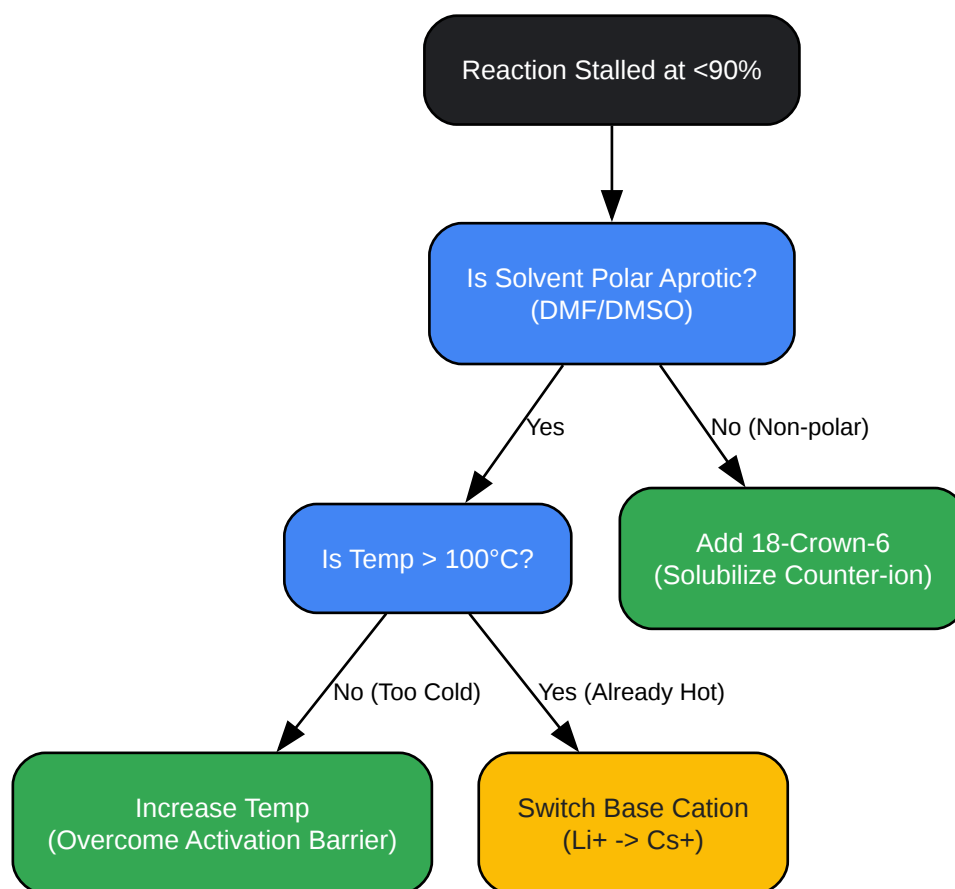 Reaction Stalled at <90%
Is Solvent Polar Aprotic?
(DMF/DMSO)
Yes
No (Non-polar)
Is Temp > 100°C?
Add 18-Crown-6
(Solubilize Counter-ion)
No (Too Cold)
Yes (Already Hot)
Increase Temp
(Overcome Activation Barrier)
Switch Base Cation
(Li+ -> Cs+)